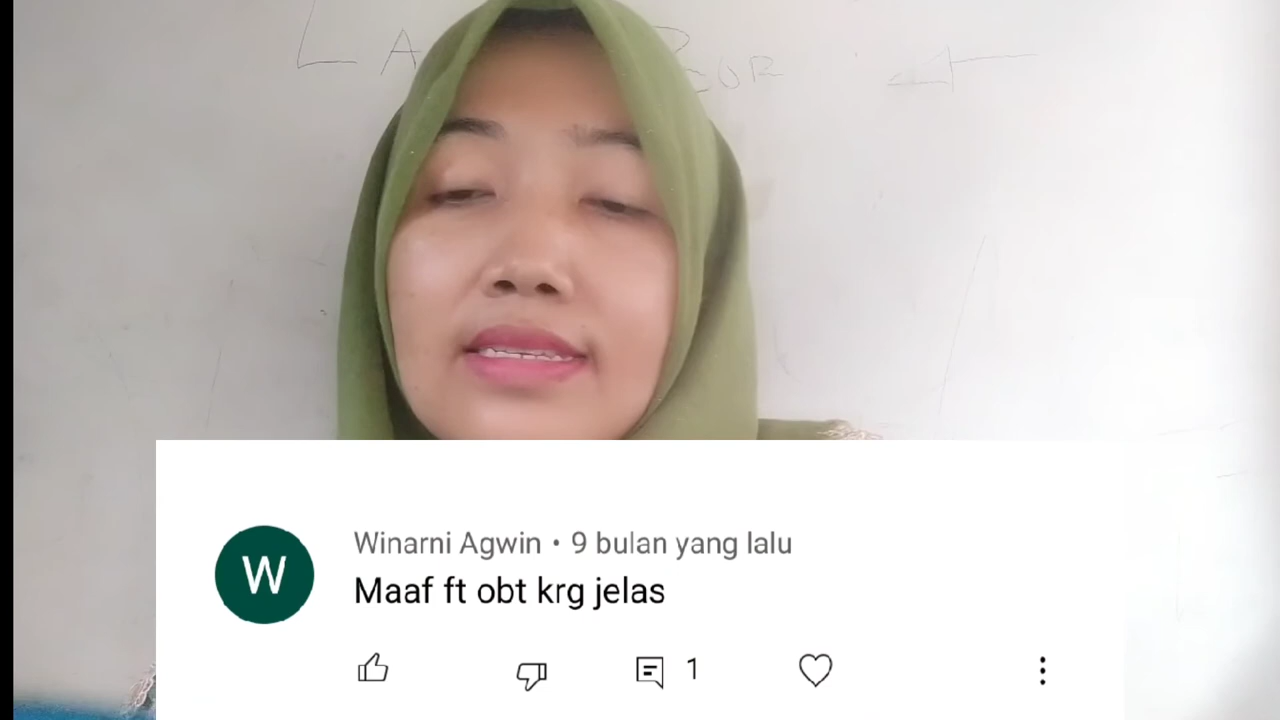 W
Winarni Agwin • 9 bulan yang lalu
Maaf ft obt krg jelas
1